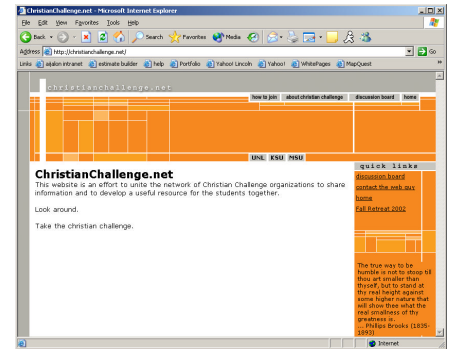 ChristianChallenge.net - Microsoft Internet Explorer
File Edit View Favorites Tools Help
Back Search Favorites Media
Address http://christianchallenge.net/ Go
Links ajalon intranet estimate builder help Portfolio Yahoo! Lincoln Yahoo! WhitePages MapQuest
christianchallenge.net
how to join about christian challenge discussion board home
UNL KSU MSU
quick links
discussion board
contact the web guy
home
Fall Retreat 2002
ChristianChallenge.net
This website is an effort to unite the network of Christian Challenge organizations to share
information and to develop a useful resource for the students together.
Look around.
Take the christian challenge.
The true way to be
humble is not to stoop till
thou art smaller than
thyself, but to stand at
thy real height against
some higher nature that
will show thee what the
real smallness of thy
greatness is.
... Phillips Brooks (1835-
1893)
Internet